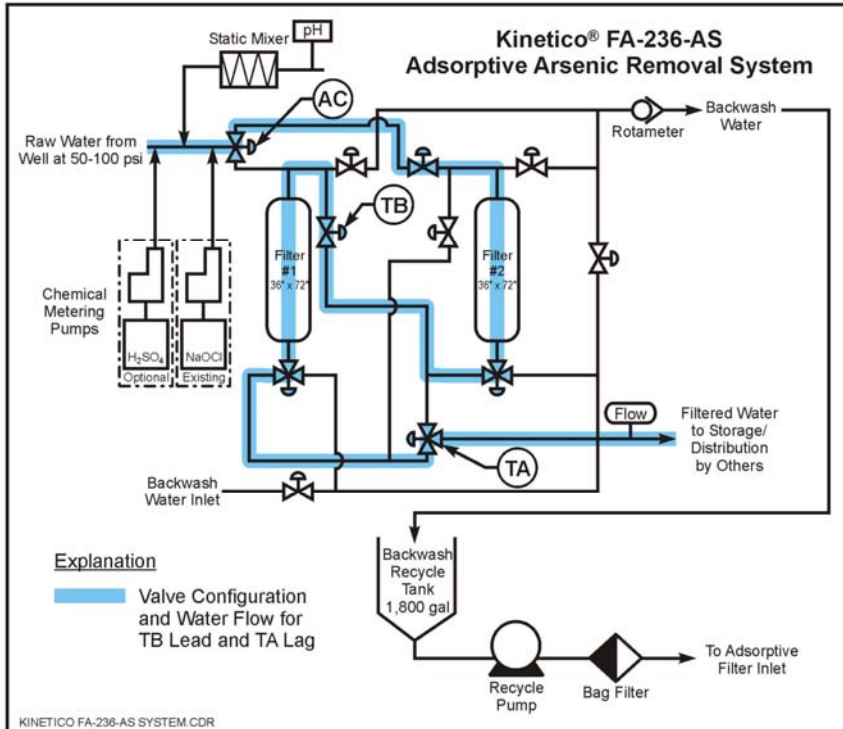 Kinetico® FA-236-AS
Adsorptive Arsenic Removal System
Static Mixer
pH
AC
Raw Water from
Well at 50-100 psi
Rotameter
Backwash
Water
TB
Filter
#1
36" x 72"
Filter
#2
36" x 72"
Chemical
Metering
Pumps
H₂SO₄
Optional
NaOCl
Existing
Flow
Filtered Water
to Storage/
Distribution
by Others
TA
Backwash
Water Inlet
Explanation
Valve Configuration
and Water Flow for
TB Lead and TA Lag
Backwash
Recycle
Tank
1,800 gal
Recycle
Pump
Bag Filter
To Adsorptive
Filter Inlet
KINETICO FA-236-AS SYSTEM.CDR